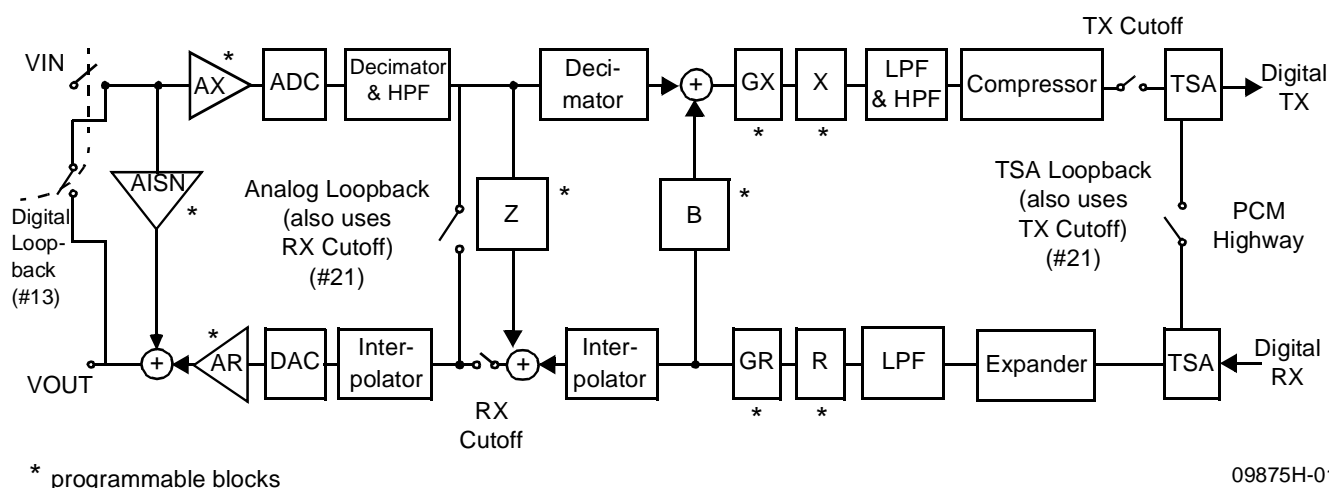 TX Cutoff
VIN
*
AX
ADC
Decimator
& HPF
Deci-
mator
+
GX
*
X
*
LPF
& HPF
Compressor
TSA
Digital
TX
AISN
*
Digital
Loop-
back
(#13)
Analog Loopback
(also uses
RX Cutoff)
(#21)
Z
*
B
*
TSA Loopback
(also uses
TX Cutoff)
(#21)
PCM
Highway
VOUT
+
*
AR
DAC
Inter-
polator
RX
Cutoff
+
Inter-
polator
GR
*
R
*
LPF
Expander
TSA
Digital
RX
* programmable blocks